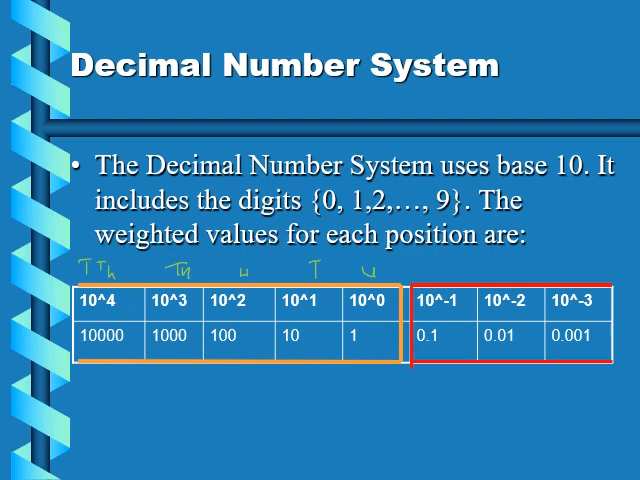 Decimal Number System
• The Decimal Number System uses base 10. It
includes the digits {0, 1,2,…, 9}. The
weighted values for each position are:
TTh Th H T U
10^4 10^3 10^2 10^1 10^0 10^-1 10^-2 10^-3
10000 1000 100 10 1 0.1 0.01 0.001